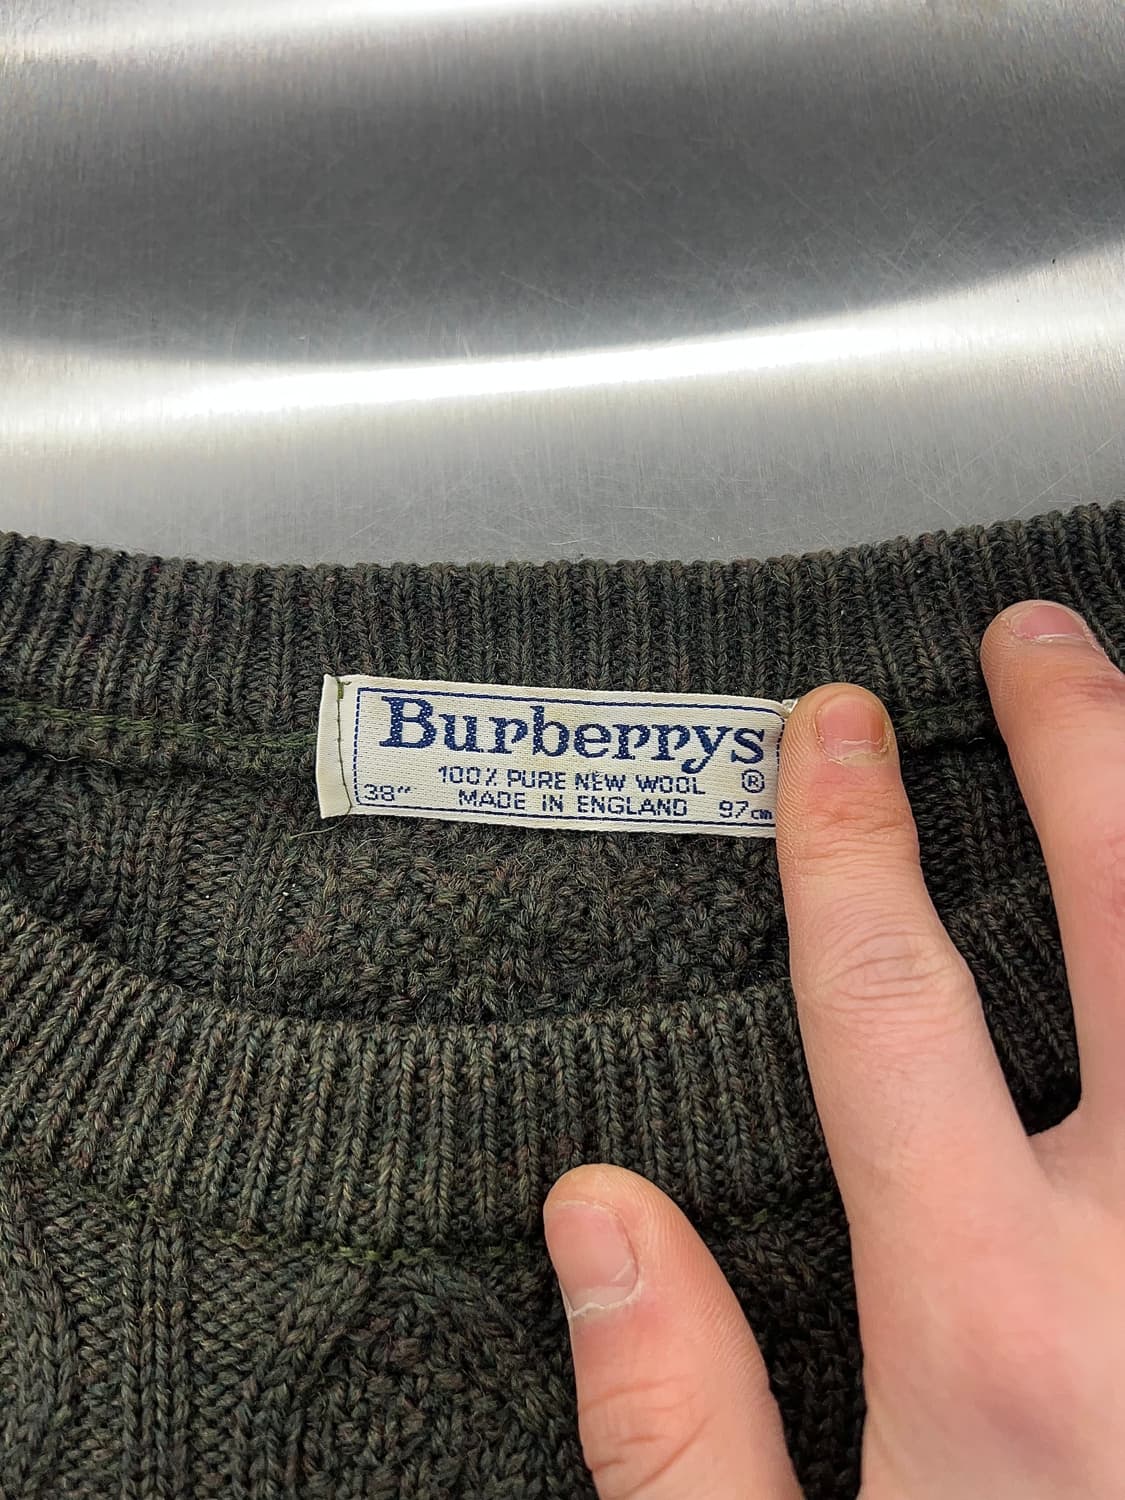 Burberrys
100% PURE NEW WOOL ®
38" MADE IN ENGLAND 97cm